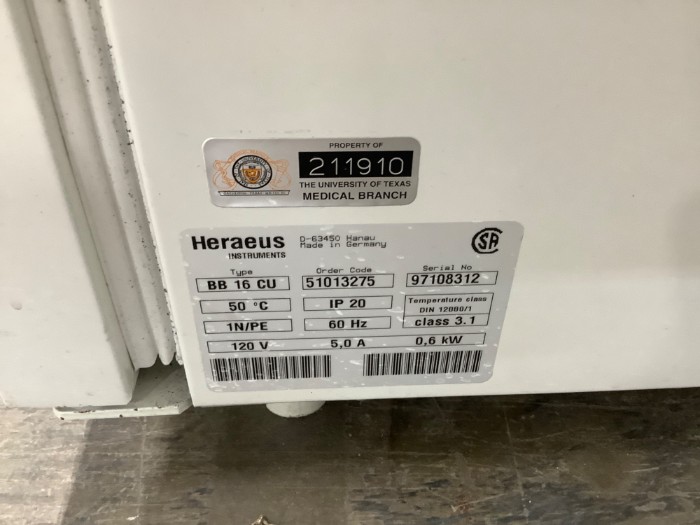 PROPERTY OF
211910
THE UNIVERSITY OF TEXAS
MEDICAL BRANCH
Heraeus
INSTRUMENTS
D-63450 Hanau
Made in Germany
Type Order Code Serial No
BB 16 CU 51013275 97108312
50 °C IP 20 Temperature class
DIN 12880/1
1N/PE 60 Hz class 3.1
120 V 5,0 A 0,6 kW